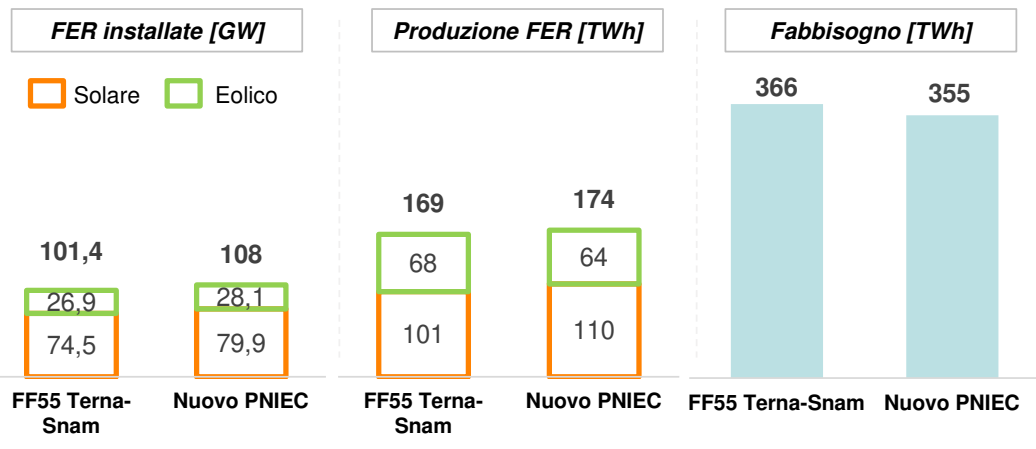 FER installate [GW]
Solare
Eolico
101,4
108
26,9
28,1
74,5
79,9
FF55 Terna-
Snam
Nuovo PNIEC
Produzione FER [TWh]
169
174
68
64
101
110
FF55 Terna-
Snam
Nuovo PNIEC
Fabbisogno [TWh]
366
355
FF55 Terna-Snam
Nuovo PNIEC